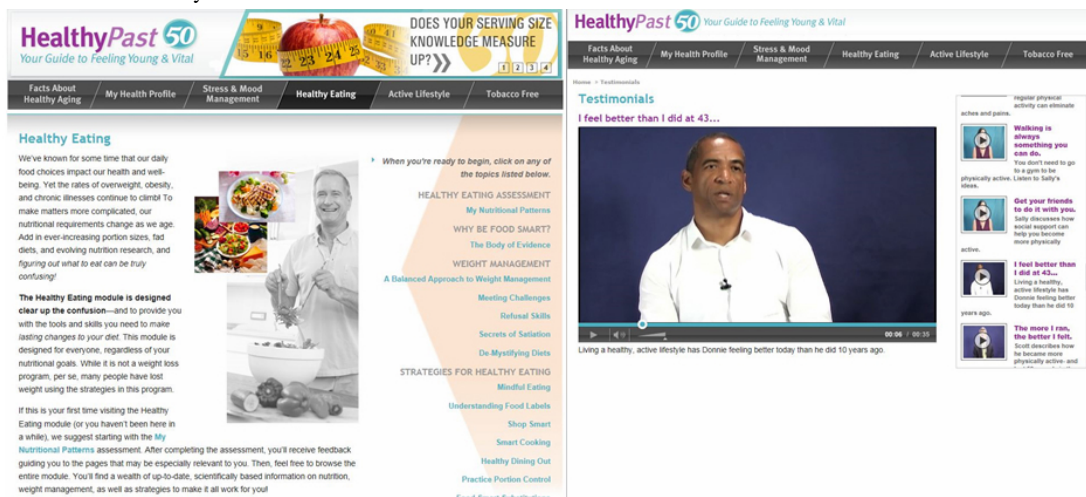 HealthyPast 50
Your Guide to Feeling Young & Vital
DOES YOUR SERVING SIZE
KNOWLEDGE MEASURE
UP? 
1 2 3 4
Facts About
Healthy Aging
My Health Profile
Stress & Mood
Management
Healthy Eating
Active Lifestyle
Tobacco Free
Healthy Eating
We've known for some time that our daily
food choices impact our health and well-
being. Yet the rates of overweight, obesity,
and chronic illnesses continue to climb! To
make matters more complicated, our
nutritional requirements change as we age.
Add in ever-increasing portion sizes, fad
diets, and evolving nutrition research, and
figuring out what to eat can be truly
confusing!
The Healthy Eating module is designed
clear up the confusion—and to provide you
with the tools and skills you need to make
lasting changes to your diet. This module is
designed for everyone, regardless of your
nutritional goals. While it is not a weight loss
program, per se, many people have lost
weight using the strategies in this program.
If this is your first time visiting the Healthy
Eating module (or you haven't been here in
a while), we suggest starting with the My
Nutritional Patterns assessment. After completing the assessment, you'll receive feedback
guiding you to the pages that may be especially relevant to you. Then, feel free to browse the
entire module. You'll find a wealth of up-to-date, scientifically based information on nutrition,
weight management, as well as strategies to make it all work for you!
When you're ready to begin, click on any of
the topics listed below.
HEALTHY EATING ASSESSMENT
My Nutritional Patterns
WHY BE FOOD SMART?
The Body of Evidence
WEIGHT MANAGEMENT
A Balanced Approach to Weight Management
Meeting Challenges
Refusal Skills
Secrets of Satiation
De-Mystifying Diets
STRATEGIES FOR HEALTHY EATING
Mindful Eating
Understanding Food Labels
Shop Smart
Smart Cooking
Healthy Dining Out
Practice Portion Control
HealthyPast 50 Your Guide to Feeling Young & Vital
Facts About
Healthy Aging
My Health Profile
Stress & Mood
Management
Healthy Eating
Active Lifestyle
Tobacco Free
Home > Testimonials
Testimonials
I feel better than I did at 43...
00:06 / 00:35
Living a healthy, active lifestyle has Donnie feeling better today than he did 10 years ago.
regular physical
activity can eliminate
aches and pains.
Walking is
always
something you
can do.
You don't need to go
to a gym to be
physically active. Listen to Sally's
ideas.
Get your friends
to do it with you.
Sally discusses how
social support can
help you become
more physically
active.
I feel better than
I did at 43...
Living a healthy,
active lifestyle has
Donnie feeling better
today than he did 10
years ago.
The more I ran,
the better I felt.
Scott describes how
he became more
physically active- and